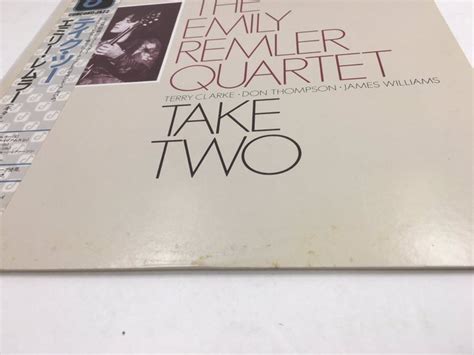 THE
EMILY
REMLER
QUARTET
TERRY CLARKE · DON THOMPSON · JAMES WILLIAMS
TAKE
TWO
テイク・ツー
エミリー・レムラー